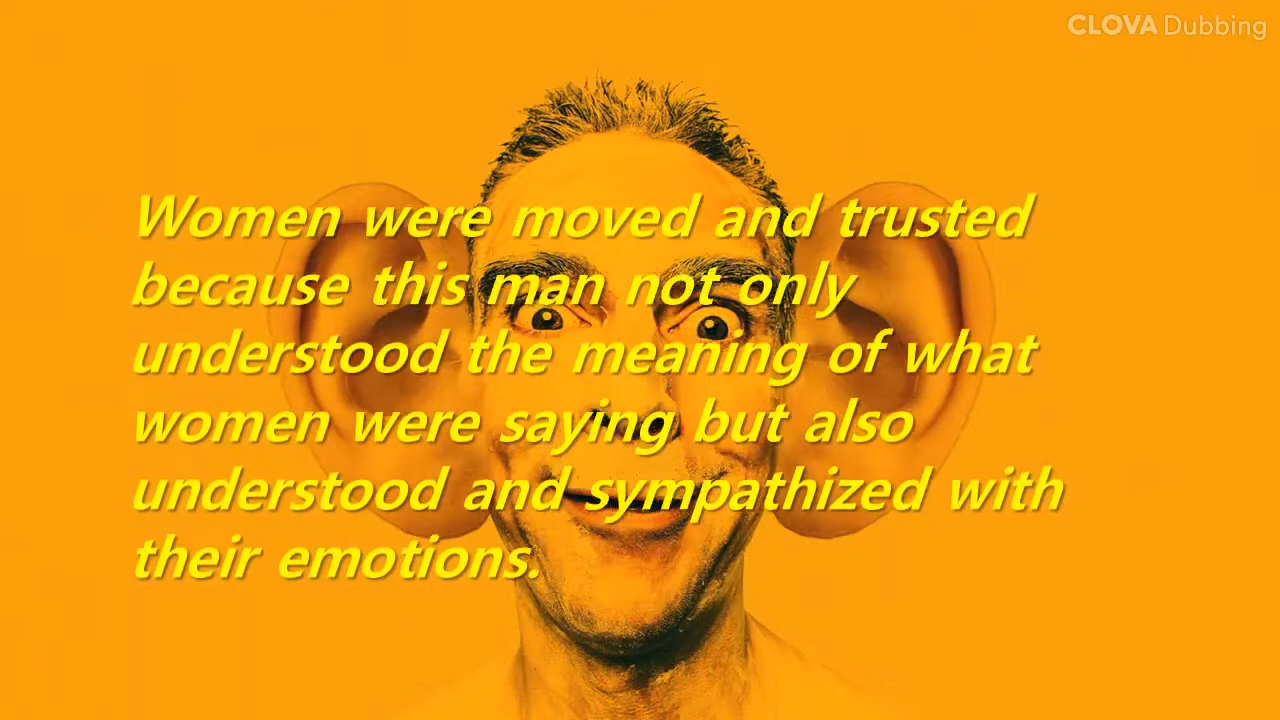 CLOVA Dubbing
Women were moved and trusted
because this man not only
understood the meaning of what
women were saying but also
understood and sympathized with
their emotions.